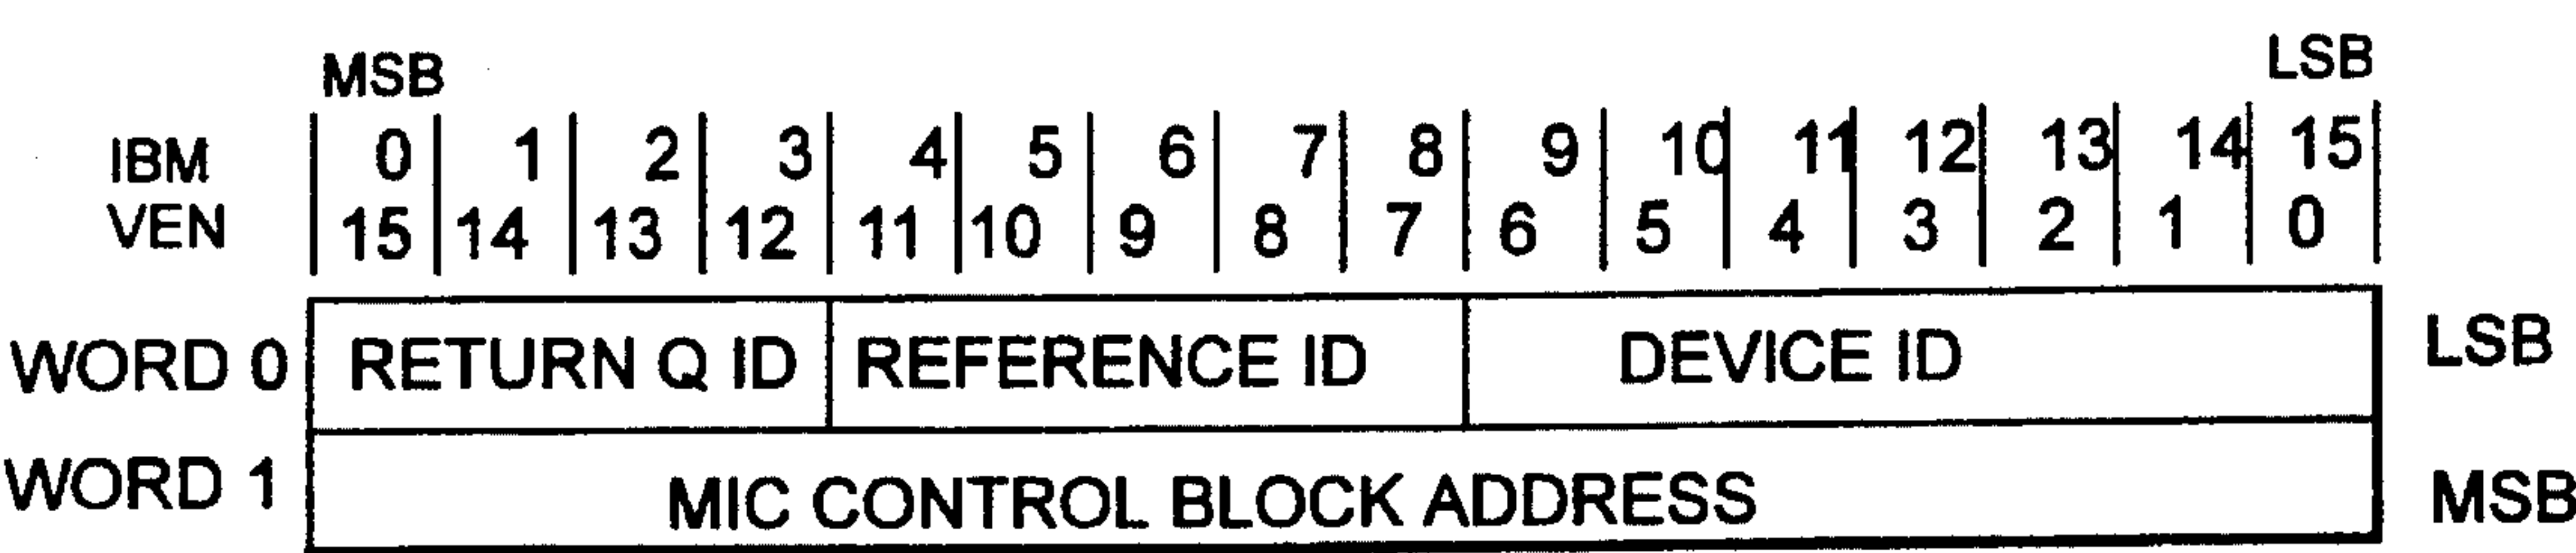 MSB LSB
IBM 0 1 2 3 4 5 6 7 8 9 10 11 12 13 14 15
VEN 15 14 13 12 11 10 9 8 7 6 5 4 3 2 1 0
WORD 0 RETURN Q ID REFERENCE ID DEVICE ID LSB
WORD 1 MIC CONTROL BLOCK ADDRESS MSB